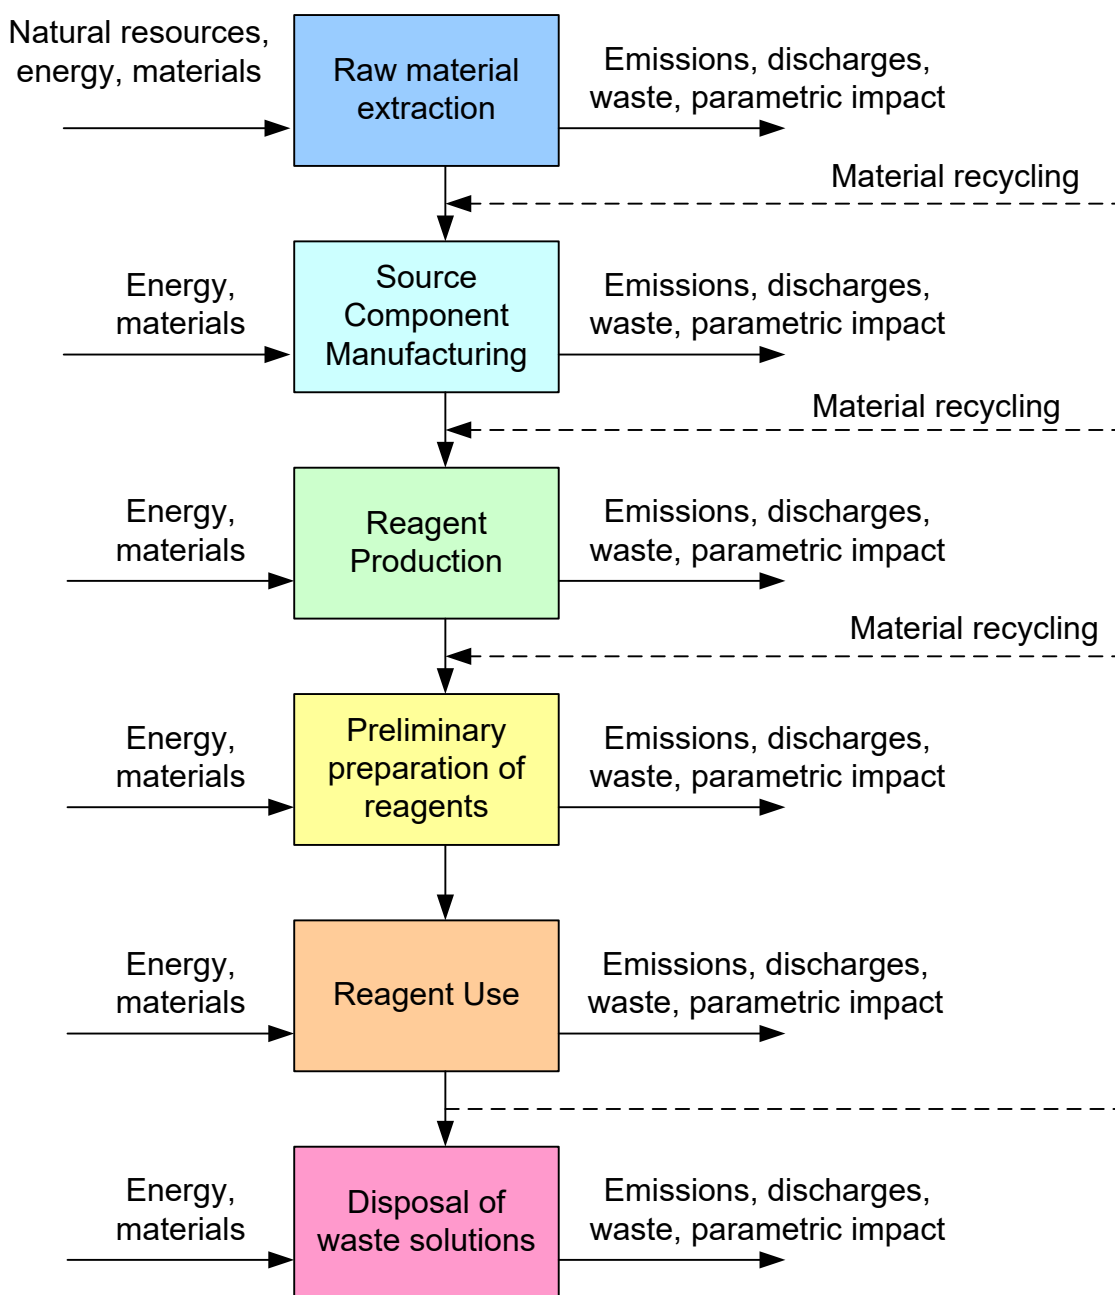 Natural resources,
energy, materials
Raw material
extraction
Emissions, discharges,
waste, parametric impact
Material recycling
Energy,
materials
Source
Component
Manufacturing
Emissions, discharges,
waste, parametric impact
Material recycling
Energy,
materials
Reagent
Production
Emissions, discharges,
waste, parametric impact
Material recycling
Energy,
materials
Preliminary
preparation of
reagents
Emissions, discharges,
waste, parametric impact
Energy,
materials
Reagent Use
Emissions, discharges,
waste, parametric impact
Energy,
materials
Disposal of
waste solutions
Emissions, discharges,
waste, parametric impact